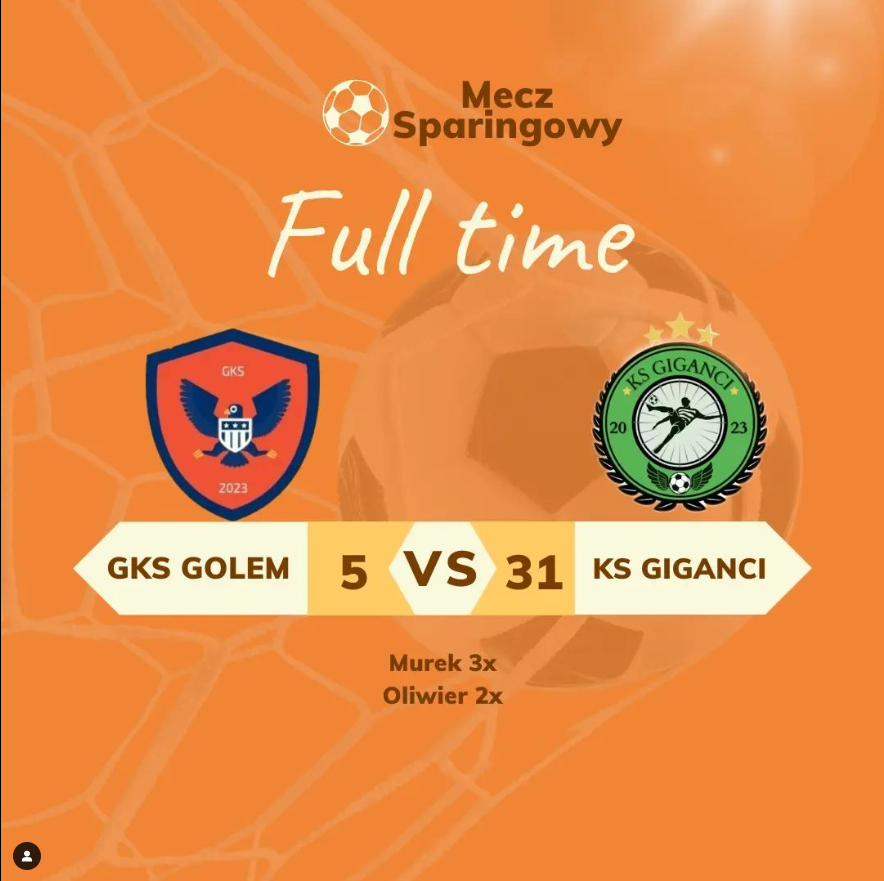 Mecz
Sparingowy
Full time
GKS
2023
KS GIGANCI
20 23
GKS GOLEM 5 VS 31 KS GIGANCI
Murek 3x
Oliwier 2x